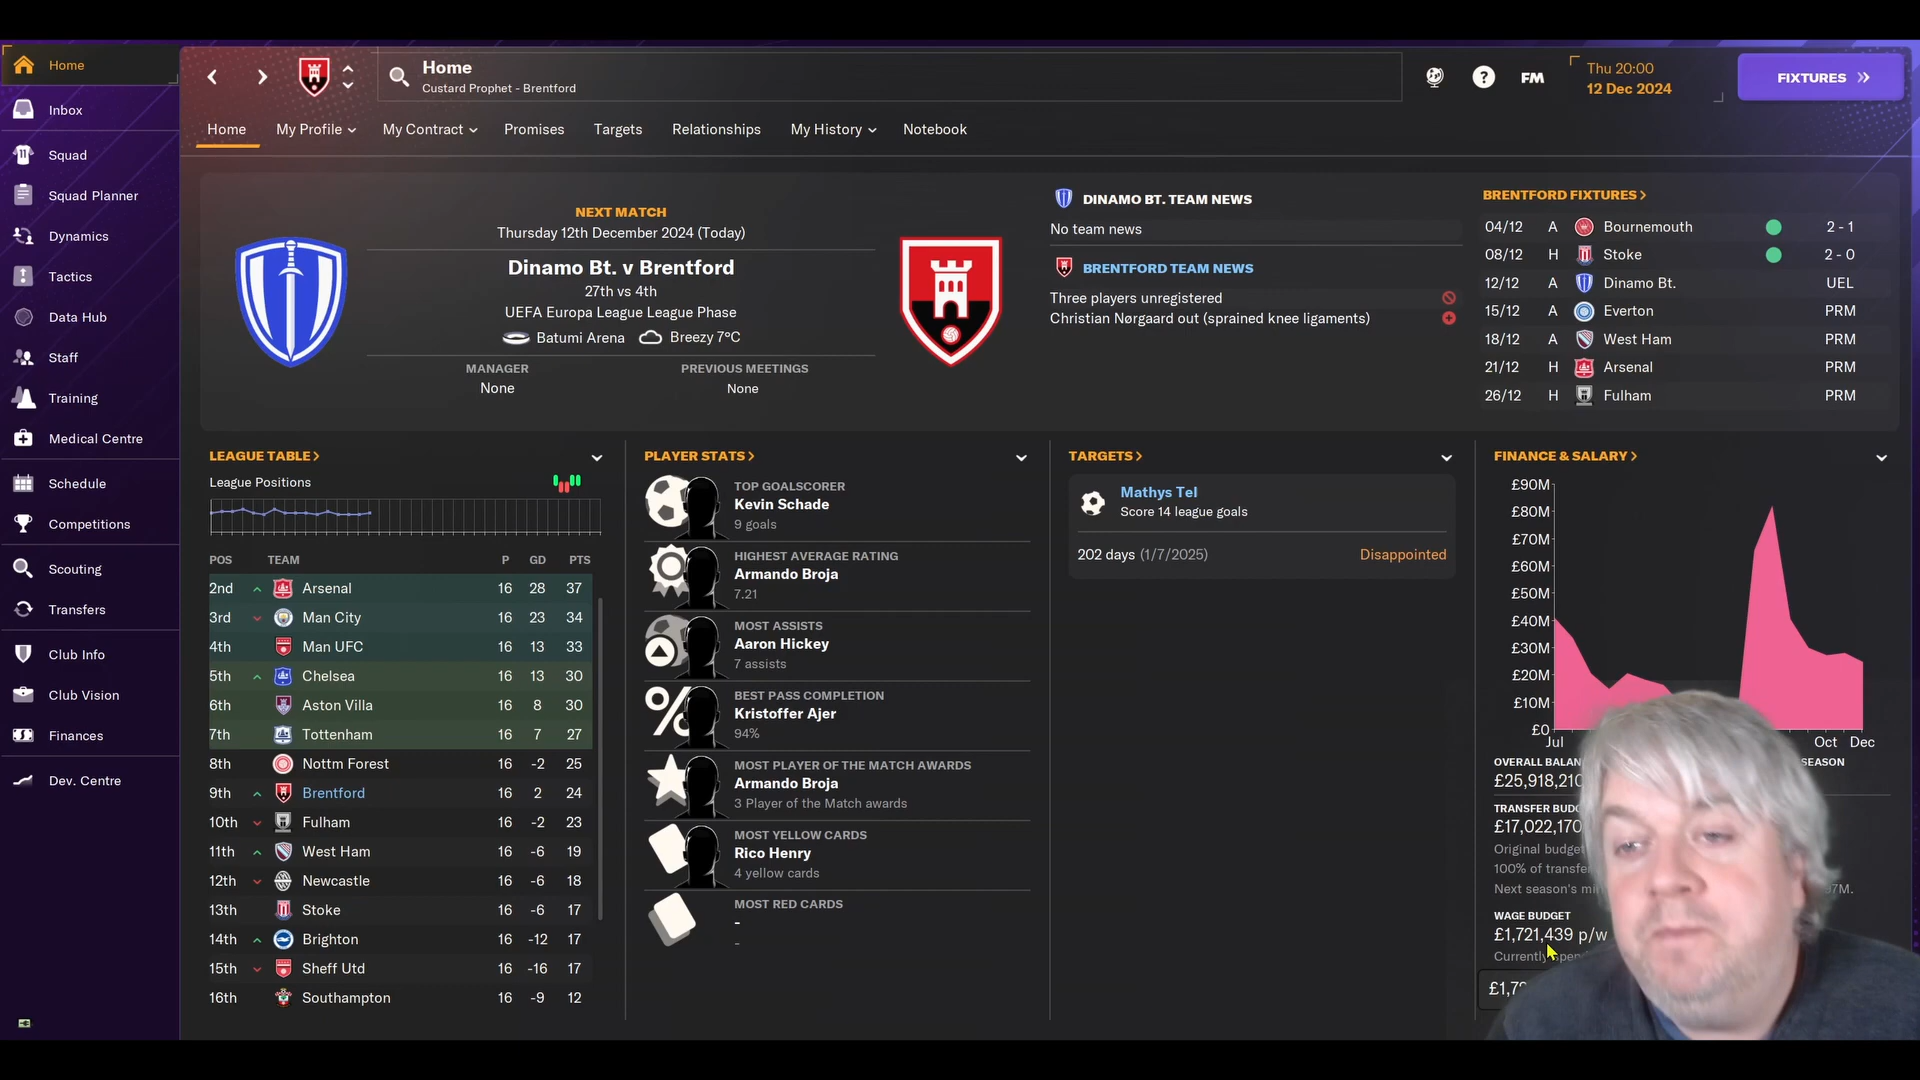 Home
Inbox
Squad
Squad Planner
Dynamics
Tactics
Data Hub
Staff
Training
Medical Centre
Schedule
Competitions
Scouting
Transfers
Club Info
Club Vision
Finances
Dev. Centre
Home
Custard Prophet - Brentford
? FM
Thu 20:00
12 Dec 2024
FIXTURES
Home My Profile My Contract Promises Targets Relationships My History Notebook
NEXT MATCH
Thursday 12th December 2024 (Today)
Dinamo Bt. v Brentford
27th vs 4th
UEFA Europa League League Phase
Batumi Arena Breezy 7°C
MANAGER PREVIOUS MEETINGS
None None
DINAMO BT. TEAM NEWS
No team news
BRENTFORD TEAM NEWS
Three players unregistered
Christian Nørgaard out (sprained knee ligaments)
BRENTFORD FIXTURES >
04/12 A Bournemouth 2 - 1
08/12 H Stoke 2 - 0
12/12 A Dinamo Bt. UEL
15/12 A Everton PRM
18/12 A West Ham PRM
21/12 H Arsenal PRM
26/12 H Fulham PRM
LEAGUE TABLE >
League Positions
POS TEAM P GD PTS
2nd Arsenal 16 28 37
3rd Man City 16 23 34
4th Man UFC 16 13 33
5th Chelsea 16 13 30
6th Aston Villa 16 8 30
7th Tottenham 16 7 27
8th Nottm Forest 16 -2 25
9th Brentford 16 2 24
10th Fulham 16 -2 23
11th West Ham 16 -6 19
12th Newcastle 16 -6 18
13th Stoke 16 -6 17
14th Brighton 16 -12 17
15th Sheff Utd 16 -16 17
16th Southampton 16 -9 12
PLAYER STATS >
TOP GOALSCORER
Kevin Schade
9 goals
HIGHEST AVERAGE RATING
Armando Broja
7.21
MOST ASSISTS
Aaron Hickey
7 assists
BEST PASS COMPLETION
Kristoffer Ajer
94%
MOST PLAYER OF THE MATCH AWARDS
Armando Broja
3 Player of the Match awards
MOST YELLOW CARDS
Rico Henry
4 yellow cards
MOST RED CARDS
-
-
TARGETS >
Mathys Tel
Score 14 league goals
202 days (1/7/2025) Disappointed
FINANCE & SALARY >
£90M
£80M
£70M
£60M
£50M
£40M
£30M
£20M
£10M
£0
Jul Oct Dec
OVERALL SEASON
£25,918,210
TRANSFER
£17,022,170
Original budget
100% of
Next season's
WAGE BUDGET
£1,721,439 p/w
Currently